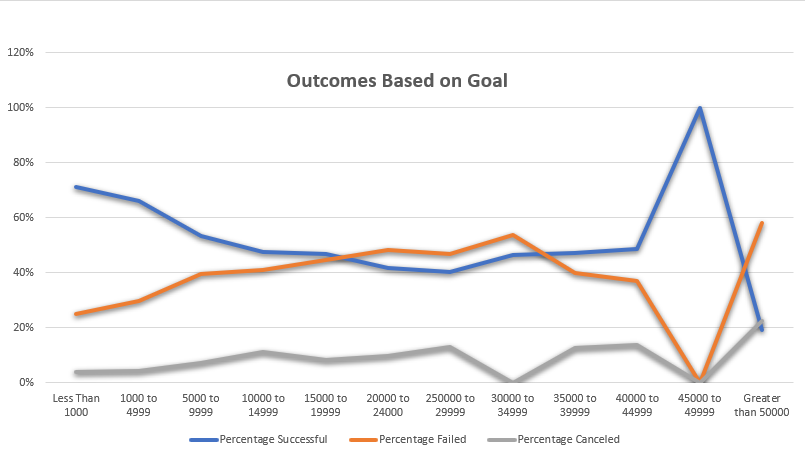 120%
Outcomes Based on Goal
100%
80%
60%
40%
20%
0%
Less Than
1000
1000 to
4999
5000 to
9999
10000 to
14999
15000 to
19999
20000 to
24000
250000 to
29999
30000 to
34999
35000 to
39999
40000 to
44999
45000 to
49999
Greater
than 50000
Percentage Successful
Percentage Failed
Percentage Canceled